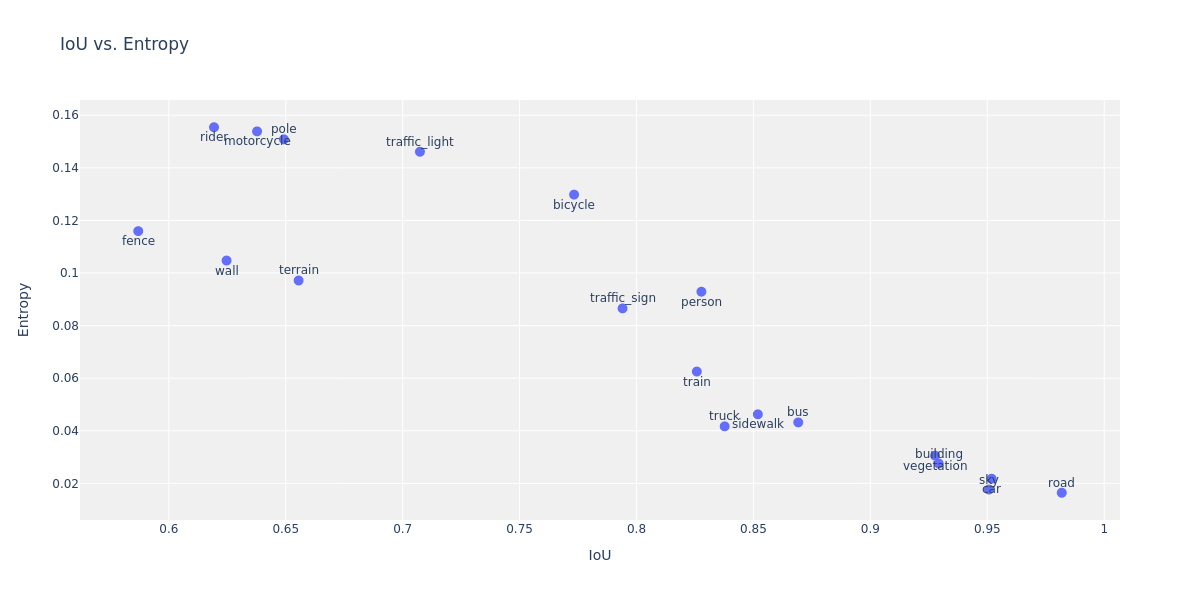 IoU vs. Entropy
0.16
0.14
0.12
0.1
0.08
0.06
0.04
0.02
Entropy
rider
motorcycle
pole
traffic_light
bicycle
fence
wall
terrain
traffic_sign
person
train
truck
sidewalk
bus
building
vegetation
sky
car
road
0.6
0.65
0.7
0.75
0.8
0.85
0.9
0.95
1
IoU